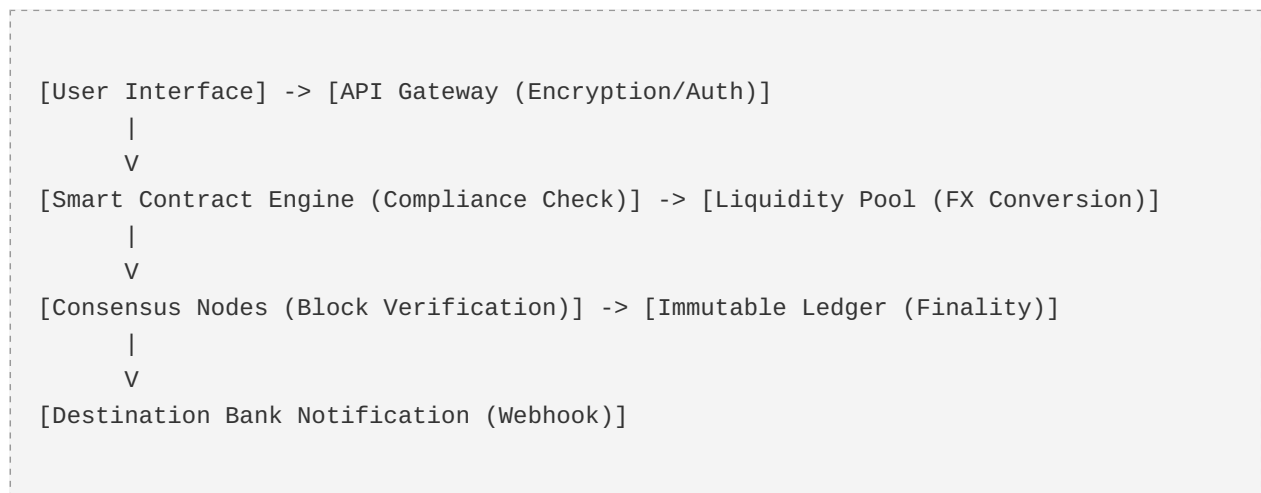 [User Interface] -> [API Gateway (Encryption/Auth)]
|
V
[Smart Contract Engine (Compliance Check)] -> [Liquidity Pool (FX Conversion)]
|
V
[Consensus Nodes (Block Verification)] -> [Immutable Ledger (Finality)]
|
V
[Destination Bank Notification (Webhook)]